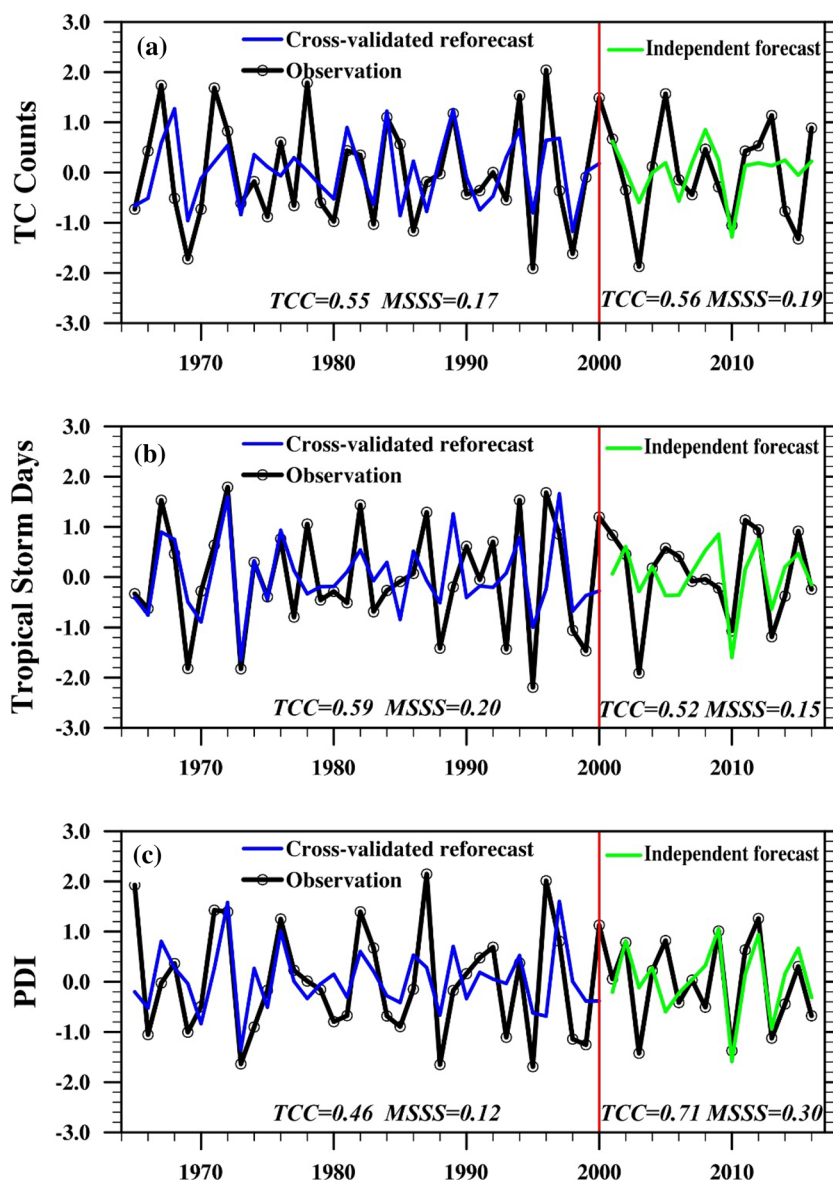 (a)
Cross-validated reforecast
Observation
Independent forecast
3.0
2.0
1.0
0.0
-1.0
-2.0
-3.0
TC Counts
TCC=0.55 MSSS=0.17
TCC=0.56 MSSS=0.19
1970 1980 1990 2000 2010
(b)
Cross-validated reforecast
Observation
Independent forecast
3.0
2.0
1.0
0.0
-1.0
-2.0
-3.0
Tropical Storm Days
TCC=0.59 MSSS=0.20
TCC=0.52 MSSS=0.15
1970 1980 1990 2000 2010
(c)
Cross-validated reforecast
Observation
Independent forecast
3.0
2.0
1.0
0.0
-1.0
-2.0
-3.0
PDI
TCC=0.46 MSSS=0.12
TCC=0.71 MSSS=0.30
1970 1980 1990 2000 2010